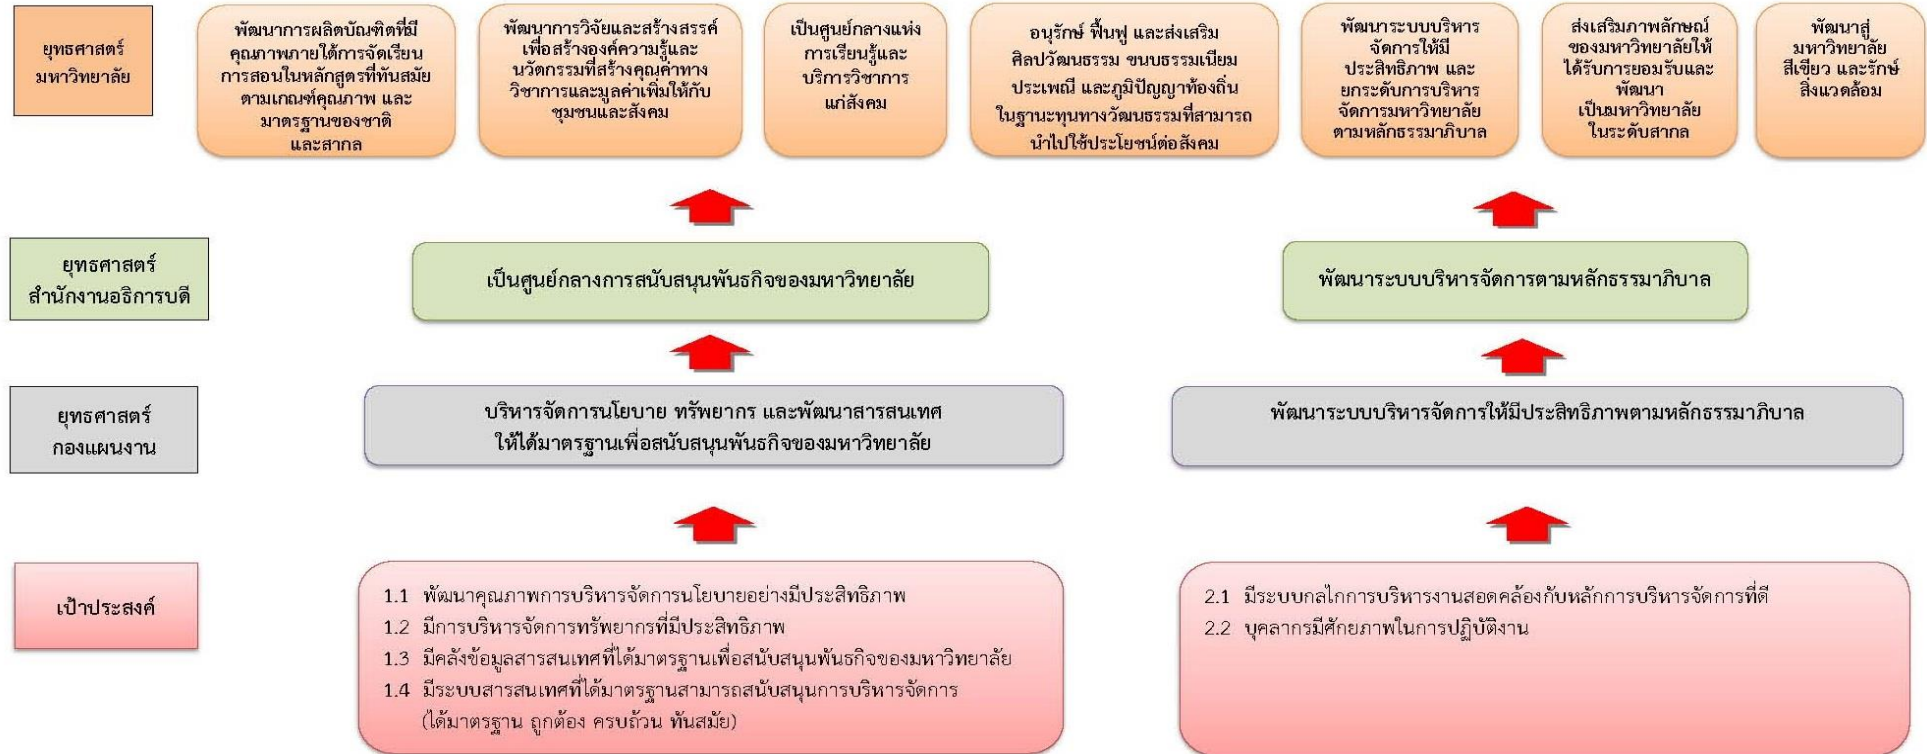 ยุทธศาสตร์
มหาวิทยาลัย
พัฒนาการผลิตบัณฑิตที่มี
คุณภาพภายใต้การจัดเรียน
การสอนในหลักสูตรที่ทันสมัย
ตามเกณฑ์คุณภาพ และ
มาตรฐานของชาติ
และสากล
พัฒนาการวิจัยและสร้างสรรค์
เพื่อสร้างองค์ความรู้และ
นวัตกรรมที่สร้างคุณค่าทาง
วิชาการและมูลค่าเพิ่มให้กับ
ชุมชนและสังคม
เป็นศูนย์กลางแห่ง
การเรียนรู้และ
บริการวิชาการ
แก่สังคม
อนุรักษ์ ฟื้นฟู และส่งเสริม
ศิลปวัฒนธรรม ขนบธรรมเนียม
ประเพณี และภูมิปัญญาท้องถิ่น
ในฐานะทุนทางวัฒนธรรมที่สามารถ
นำไปใช้ประโยชน์ต่อสังคม
พัฒนาระบบบริหาร
จัดการให้มี
ประสิทธิภาพ และ
ยกระดับการบริหาร
จัดการมหาวิทยาลัย
ตามหลักธรรมาภิบาล
ส่งเสริมภาพลักษณ์
ของมหาวิทยาลัยให้
ได้รับการยอมรับและ
พัฒนา
เป็นมหาวิทยาลัย
ในระดับสากล
พัฒนาสู่
มหาวิทยาลัย
สีเขียว และรักษ์
สิ่งแวดล้อม
ยุทธศาสตร์
สำนักงานอธิการบดี
เป็นศูนย์กลางการสนับสนุนพันธกิจของมหาวิทยาลัย
พัฒนาระบบบริหารจัดการตามหลักธรรมาภิบาล
ยุทธศาสตร์
กองแผนงาน
บริหารจัดการนโยบาย ทรัพยากร และพัฒนาสารสนเทศ
ให้ได้มาตรฐานเพื่อสนับสนุนพันธกิจของมหาวิทยาลัย
พัฒนาระบบบริหารจัดการให้มีประสิทธิภาพตามหลักธรรมาภิบาล
เป้าประสงค์
1.1 พัฒนาคุณภาพการบริหารจัดการนโยบายอย่างมีประสิทธิภาพ
1.2 มีการบริหารจัดการทรัพยากรที่มีประสิทธิภาพ
1.3 มีคลังข้อมูลสารสนเทศที่ได้มาตรฐานเพื่อสนับสนุนพันธกิจของมหาวิทยาลัย
1.4 มีระบบสารสนเทศที่ได้มาตรฐานสามารถสนับสนุนการบริหารจัดการ
(ได้มาตรฐาน ถูกต้อง ครบถ้วน ทันสมัย)
2.1 มีระบบกลไกการบริหารงานสอดคล้องกับหลักการบริหารจัดการที่ดี
2.2 บุคลากรมีศักยภาพในการปฏิบัติงาน